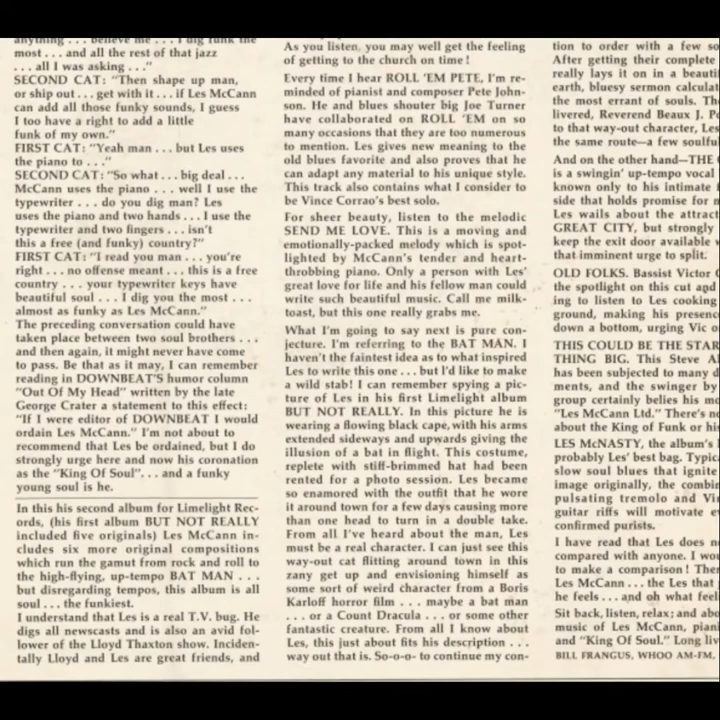 anything . . . believe me . . . I dig funk the
most . . . and all the rest of that jazz
. . . all I was asking . . ."
SECOND CAT: "Then shape up man,
or ship out . . . get with it . . . if Les McCann
can add all those funky sounds, I guess
I too have a right to add a little
funk of my own."
FIRST CAT: "Yeah man . . . but Les uses
the piano to . . ."
SECOND CAT: "So what . . . big deal . . .
McCann uses the piano . . . well I use the
typewriter . . . do you dig man? Les
uses the piano and two hands . . . I use the
typewriter and two fingers . . . isn't
this a free (and funky) country?"
FIRST CAT: "I read you man . . . you're
right . . . no offense meant . . . this is a free
country . . . your typewriter keys have
beautiful soul . . . I dig you the most . . .
almost as funky as Les McCann."
The preceding conversation could have
taken place between two soul brothers . . .
and then again, it might never have come
to pass. Be that as it may, I can remember
reading in DOWNBEAT'S humor column
"Out Of My Head" written by the late
George Crater a statement to this effect:
"If I were editor of DOWNBEAT I would
ordain Les McCann." I'm not about to
recommend that Les be ordained, but I do
strongly urge here and now his coronation
as the "King Of Soul". . . and a funky
young soul is he.
In this his second album for Limelight Rec-
ords, (his first album BUT NOT REALLY
included five originals) Les McCann in-
cludes six more original compositions
which run the gamut from rock and roll to
the high-flying, up-tempo BAT MAN . . .
but disregarding tempos, this album is all
soul . . . the funkiest.
I understand that Les is a real T.V. bug. He
digs all newscasts and is also an avid fol-
lower of the Lloyd Thaxton show. Inciden-
tally Lloyd and Les are great friends, and
As you listen, you may well get the feeling
of getting to the church on time!
Every time I hear ROLL 'EM PETE, I'm re-
minded of pianist and composer Pete John-
son. He and blues shouter big Joe Turner
have collaborated on ROLL 'EM on so
many occasions that they are too numerous
to mention. Les gives new meaning to the
old blues favorite and also proves that he
can adapt any material to his unique style.
This track also contains what I consider to
be Vince Corrao's best solo.
For sheer beauty, listen to the melodic
SEND ME LOVE. This is a moving and
emotionally-packed melody which is spot-
lighted by McCann's tender and heart-
throbbing piano. Only a person with Les'
great love for life and his fellow man could
write such beautiful music. Call me milk-
toast, but this one really grabs me.
What I'm going to say next is pure con-
jecture. I'm referring to the BAT MAN. I
haven't the faintest idea as to what inspired
Les to write this one . . . but I'd like to make
a wild stab! I can remember spying a pic-
ture of Les in his first Limelight album
BUT NOT REALLY. In this picture he is
wearing a flowing black cape, with his arms
extended sideways and upwards giving the
illusion of a bat in flight. This costume,
replete with stiff-brimmed hat had been
rented for a photo session. Les became
so enamored with the outfit that he wore
it around town for a few days causing more
than one head to turn in a double take.
From all I've heard about the man, Les
must be a real character. I can just see this
way-out cat flitting around town in this
zany get up and envisioning himself as
some sort of weird character from a Boris
Karloff horror film . . . maybe a bat man
. . . or a Count Dracula . . . or some other
fantastic creature. From all I know about
Les, this just about fits his description . . .
way out that is. So-o-o- to continue my con-
tion to order with a few so
After getting their complete
really lays it on in a beauti
earth, bluesy sermon calculat
the most errant of souls. Th
livered, Reverend Beaux J. Po
to that way-out character, Les
the same route—a few soulfu
And on the other hand—THE
is a swingin' up-tempo vocal
known only to his intimate
side that holds promise for m
Les wails about the attract
GREAT CITY, but strongly
keep the exit door available
that imminent urge to split.
OLD FOLKS. Bassist Victor G
the spotlight on this cut and
ing to listen to Les cooking
ground, making his presenc
down a bottom, urging Vic o
THIS COULD BE THE STAR
THING BIG. This Steve Al
has been subjected to many d
ments, and the swinger by
group certainly belies his mo
"Les McCann Ltd." There's no
about the King of Funk or his
LES McNASTY, the album's
probably Les' best bag. Typic
slow soul blues that ignite
image originally, the combin
pulsating tremolo and Vin
guitar riffs will motivate e
confirmed purists.
I have read that Les does n
compared with anyone. I wou
to make a comparison! Ther
Les McCann . . . the Les that
he feels . . . and oh what feel
Sit back, listen, relax; and abo
music of Les McCann, piani
and "King Of Soul." Long liv
BILL FRANGUS, WHOO AM-FM,